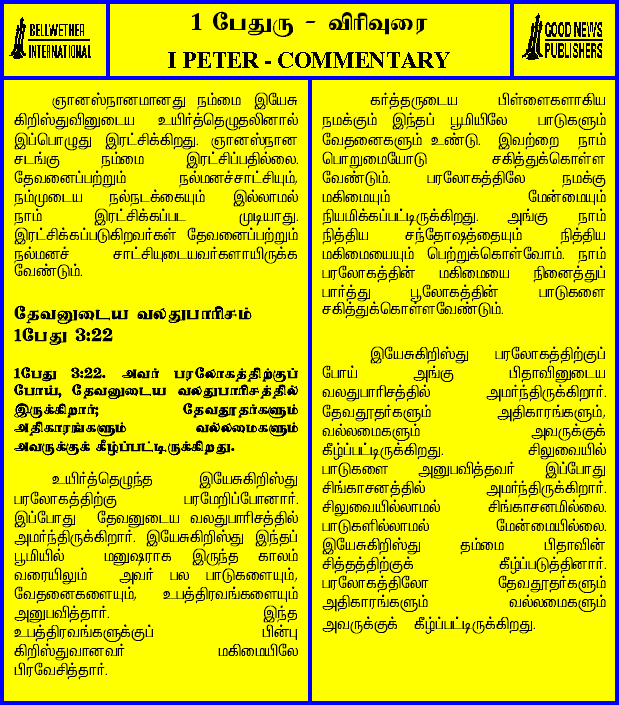 BELLWETHER
INTERNATIONAL
1 பேதுரு - விரிவுரை
I PETER - COMMENTARY
GOOD NEWS
PUBLISHERS
ஞானஸ்நானமானது நம்மை இயேசு
கிறிஸ்துவினுடைய உயிர்த்தெழுதலினால்
இப்பொழுது இரட்சிக்கிறது. ஞானஸ்நான
சடங்கு நம்மை இரட்சிப்பதில்லை.
தேவனைப்பற்றும் நல்மனச்சாட்சியும்,
நம்முடைய நல்நடக்கையும் இல்லாமல்
நாம் இரட்சிக்கப்பட முடியாது.
இரட்சிக்கப்படுகிறவர்கள் தேவனைப்பற்றும்
நல்மனச் சாட்சியுடையவர்களாயிருக்க
வேண்டும்.
தேவனுடைய வலதுபாரிசம்
1பேது 3:22
1பேது 3:22. அவர் பரலோகத்திற்குப்
போய், தேவனுடைய வலதுபாரிசத்தில்
இருக்கிறார்; தேவதூதர்களும்
அதிகாரங்களும் வல்லமைகளும்
அவருக்குக் கீழ்ப்பட்டிருக்கிறது.
உயிர்த்தெழுந்த இயேசுகிறிஸ்து
பரலோகத்திற்கு பரமேறிப்போனார்.
இப்போது தேவனுடைய வலதுபாரிசத்தில்
அமர்ந்திருக்கிறார். இயேசுகிறிஸ்து இந்தப்
பூமியில் மனுஷராக இருந்த காலம்
வரையிலும் அவர் பல பாடுகளையும்,
வேதனைகளையும், உபத்திரவங்களையும்
அனுபவித்தார். இந்த
உபத்திரவங்களுக்குப் பின்பு
கிறிஸ்துவானவர் மகிமையிலே
பிரவேசித்தார்.
கர்த்தருடைய பிள்ளைகளாகிய
நமக்கும் இந்தப் பூமியிலே பாடுகளும்
வேதனைகளும் உண்டு. இவற்றை நாம்
பொறுமையோடு சகித்துக்கொள்ள
வேண்டும். பரலோகத்திலே நமக்கு
மகிமையும் மேன்மையும்
நியமிக்கப்பட்டிருக்கிறது. அங்கு நாம்
நித்திய சந்தோஷத்தையும் நித்திய
மகிமையையும் பெற்றுக்கொள்வோம். நாம்
பரலோகத்தின் மகிமையை நினைத்துப்
பார்த்து பூலோகத்தின் பாடுகளை
சகித்துக்கொள்ளவேண்டும்.
இயேசுகிறிஸ்து பரலோகத்திற்குப்
போய் அங்கு பிதாவினுடைய
வலதுபாரிசத்தில் அமர்ந்திருக்கிறார்.
தேவதூதர்களும் அதிகாரங்களும்,
வல்லமைகளும் அவருக்குக்
கீழ்ப்பட்டிருக்கிறது. சிலுவையில்
பாடுகளை அனுபவித்தவர் இப்போது
சிங்காசனத்தில் அமர்ந்திருக்கிறார்.
சிலுவையில்லாமல் சிங்காசனமில்லை.
பாடுகளில்லாமல் மேன்மையில்லை.
இயேசுகிறிஸ்து தம்மை பிதாவின்
சித்தத்திற்குக் கீழ்ப்படுத்தினார்.
பரலோகத்திலோ தேவதூதர்களும்
அதிகாரங்களும் வல்லமைகளும்
அவருக்குக் கீழ்ப்பட்டிருக்கிறது.